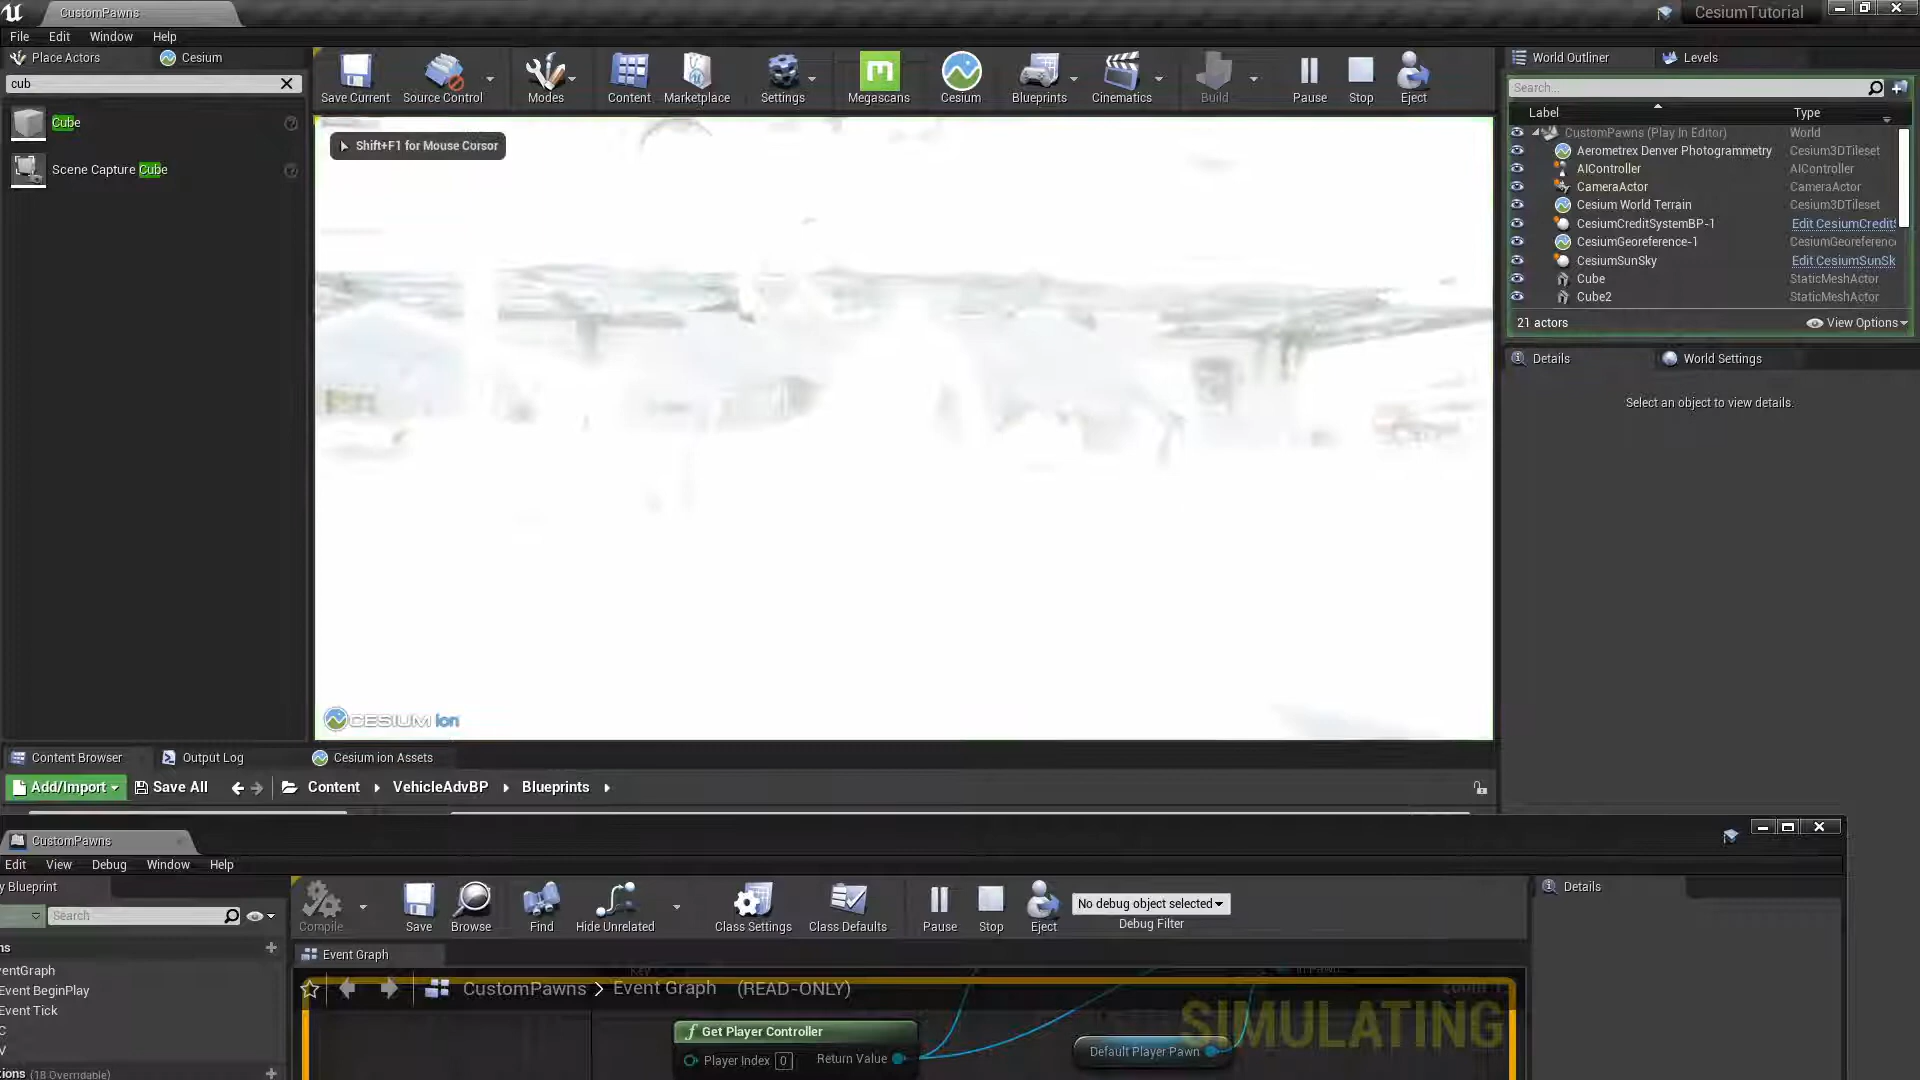 CustomPawns
CesiumTutorial
File Edit Window Help
Place Actors Cesium
cub
Cube
Scene Capture Cube
Save Current Source Control Modes Content Marketplace Settings Megascans Cesium Blueprints Cinematics Build Pause Stop Eject
Shift+F1 for Mouse Corsor
CESIUM ion
World Outliner Levels
Search...
Label Type
CustomPawns (Play In Editor) World
Aerometrex Denver Photogrammetry Cesium3DTileset
AIController AIController
CameraActor CameraActor
Cesium World Terrain Cesium3DTileset
CesiumCreditSystemBP-1 Edit CesiumCreditS
CesiumGeoreference-1 CesiumGeoreference
CesiumSunSky Edit CesiumSunSk
Cube StaticMeshActor
Cube2 StaticMeshActor
21 actors View Options
Details World Settings
Select an object to view details.
Content Browser Output Log Cesium ion Assets
Add/Import Save All Content VehicleAdvBP Blueprints
CustomPawns
Edit View Debug Window Help
y Blueprint
Search
Compile Save Browse Find Hide Unrelated Class Settings Class Defaults Pause Stop Eject
No debug object selected
Debug Filter
Details
ns
Event Graph
ventGraph
Event BeginPlay
Event Tick
C
V
ions (18 Overridable)
CustomPawns > Event Graph (READ-ONLY)
SIMULATING
f Get Player Controller
Player Index 0 Return Value
Default Player Pawn